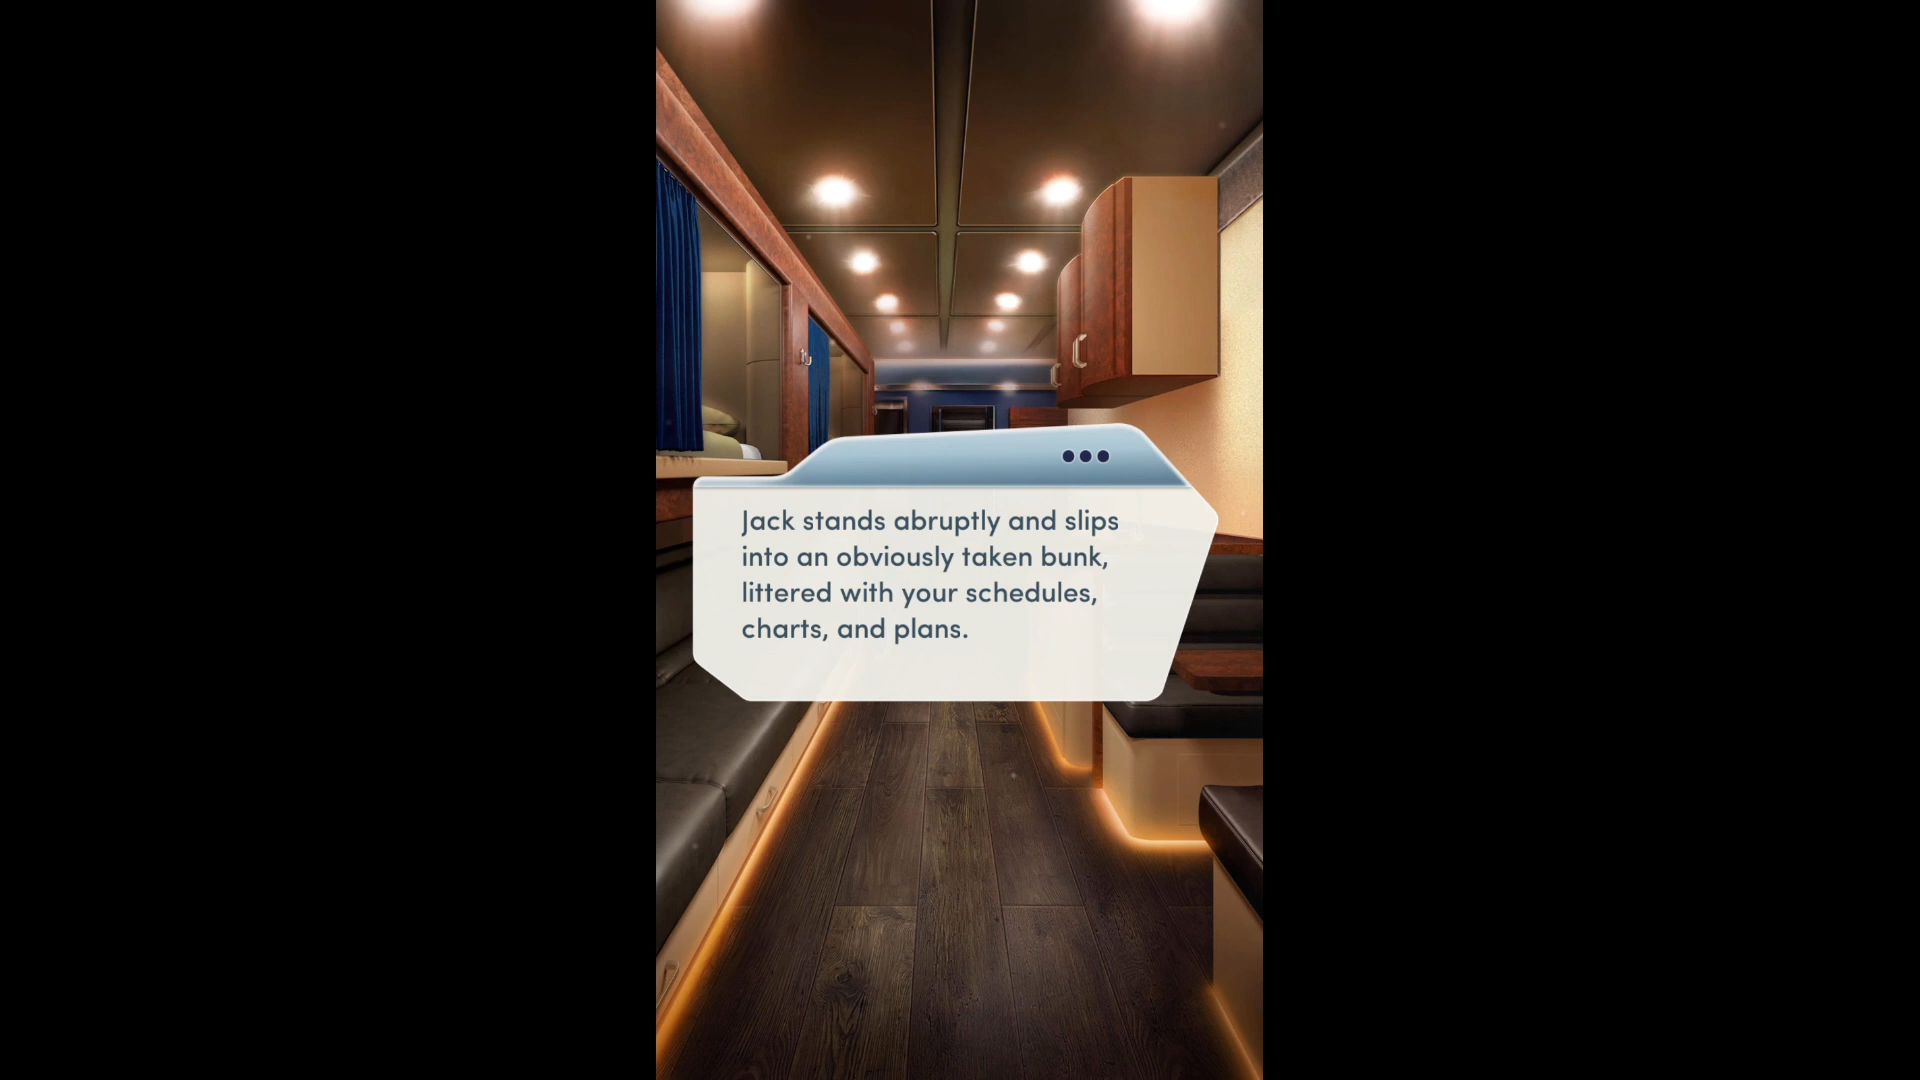 Jack stands abruptly and slips
into an obviously taken bunk,
littered with your schedules,
charts, and plans.